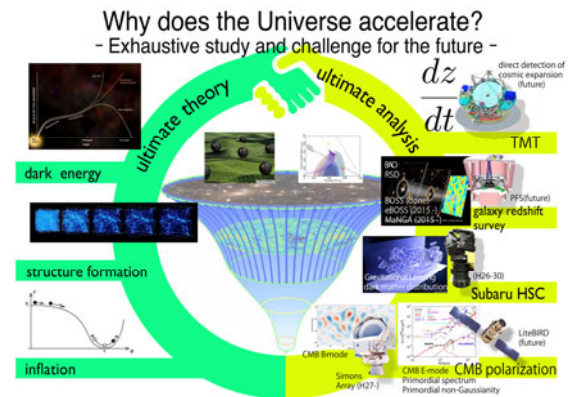 Why does the Universe accelerate?
- Exhaustive study and challenge for the future -
ultimate theory
ultimate analysis
dz
dt
direct detection of
cosmic expansion
(future)
TMT
dark energy
BAO
RSD
BOSS (done)
eBOSS (2015-)
MaNGA (2015-)
PFS(future)
galaxy redshift
survey
structure formation
Gravitational Lensing
dark matter distribution
(H26-30)
Subaru HSC
inflation
CMB B-mode
Simons
Array (H27-)
LiteBIRD
(future)
CMB polarization
CMB E-mode
Primordial spectrum
Primordial non-Gaussianity